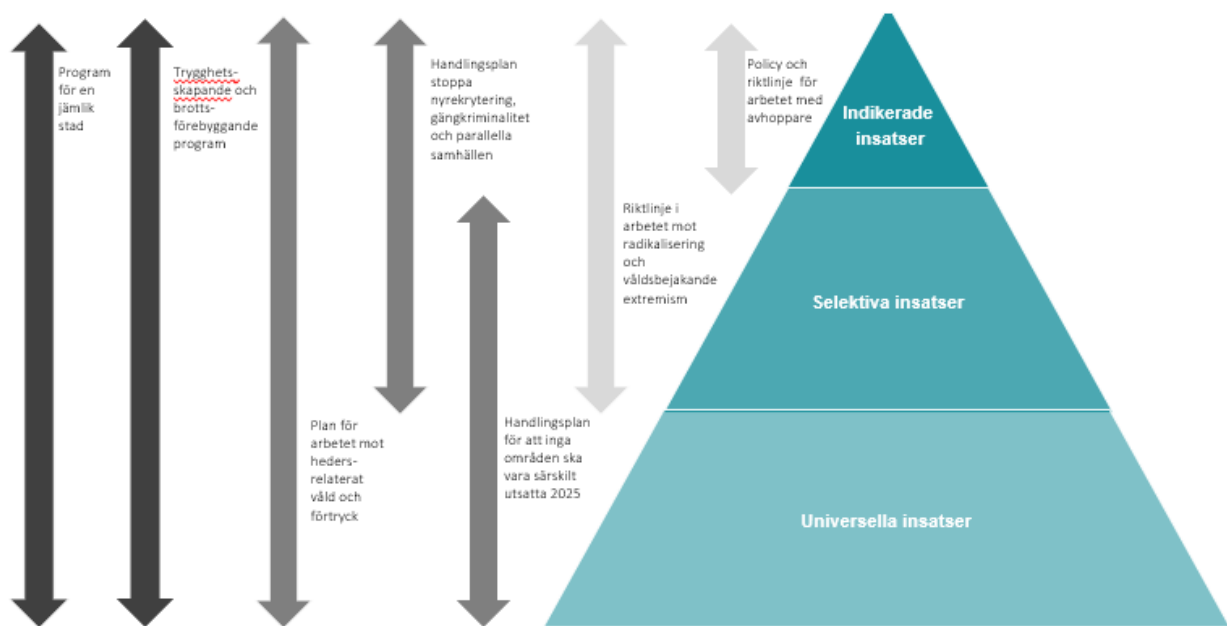 Program
för en
jämlik
stad
Trygghets-
skapande och
brotts-
förebyggande
program
Plan för
arbetet mot
heders-
relaterat
våld och
förtryck
Handlingsplan
stoppa
nyrekrytering,
gängkriminalitet
och parallella
samhällen
Handlingsplan
för att inga
områden ska
vara särskilt
utsatta 2025
Riktlinje i
arbetet mot
radikalisering
och
våldsbejakande
extremism
Policy och
riktlinje för
arbetet med
avhoppare
Indikerade
insatser
Selektiva insatser
Universella insatser